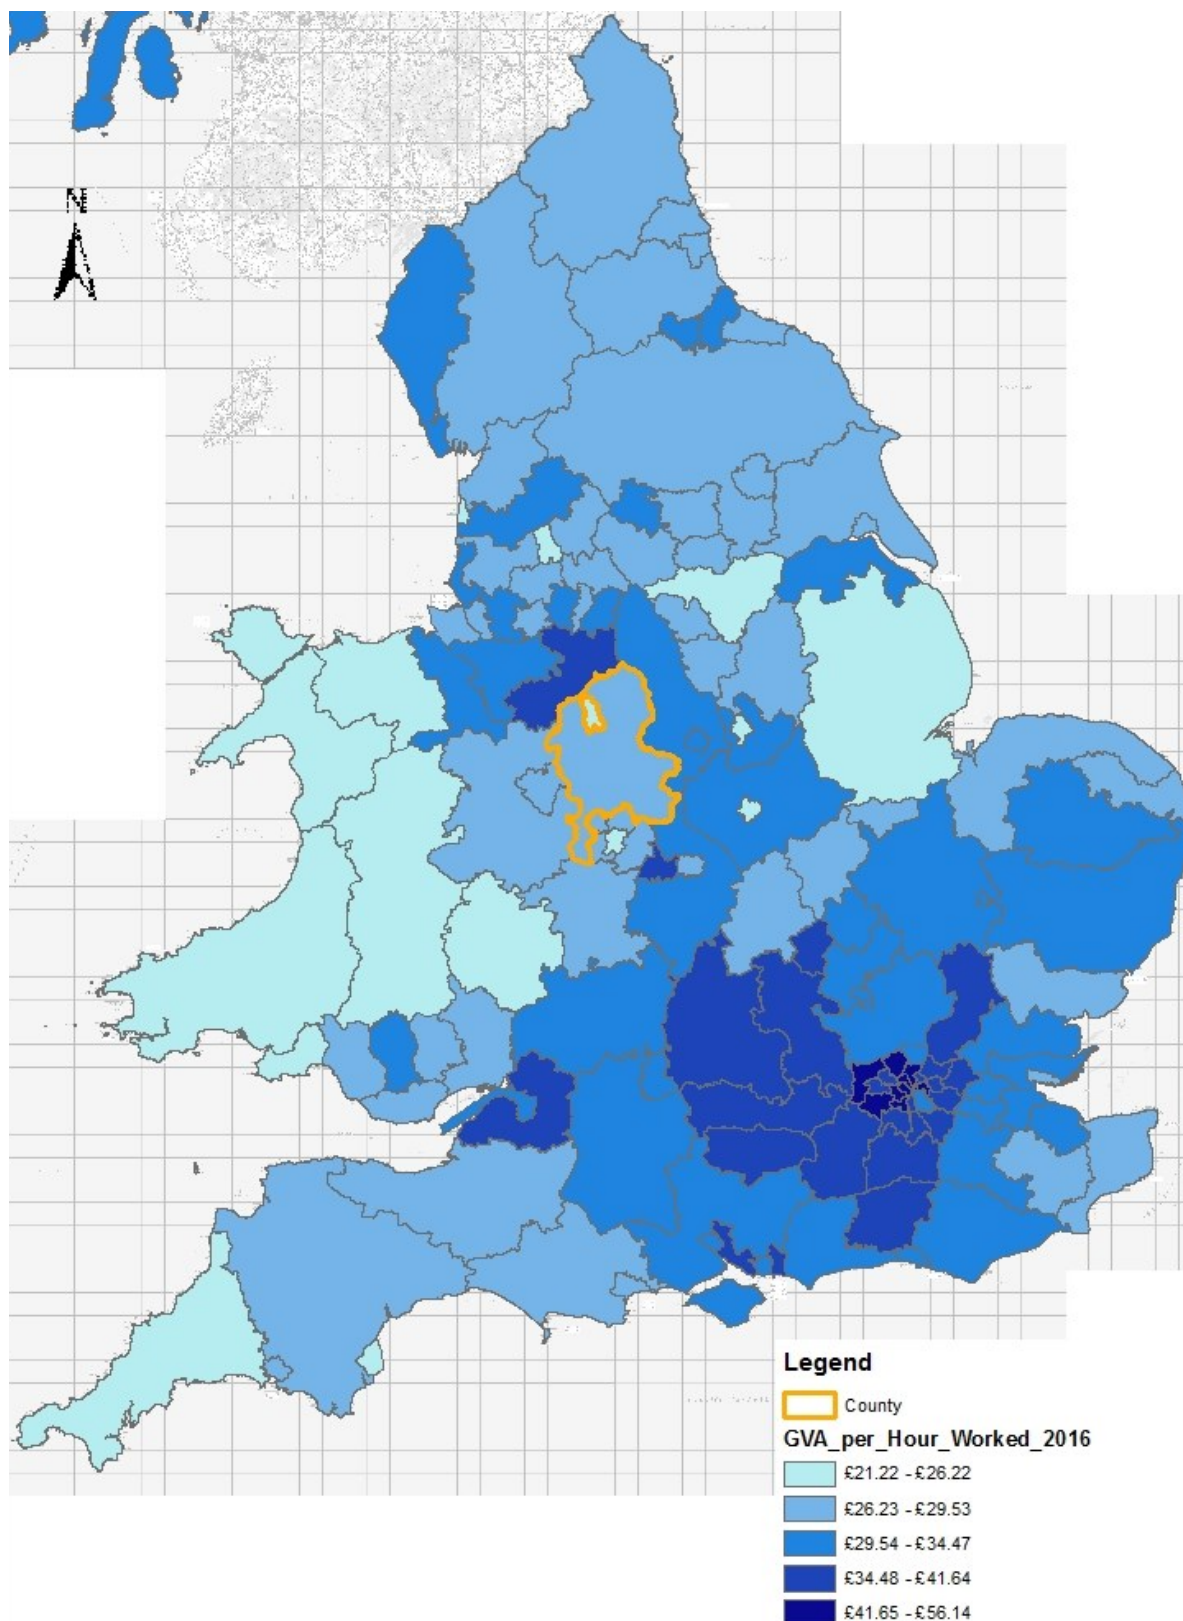 N
Legend
County
GVA_per_Hour_Worked_2016
£21.22 - £26.22
£26.23 - £29.53
£29.54 - £34.47
£34.48 - £41.64
£41.65 - £56.14